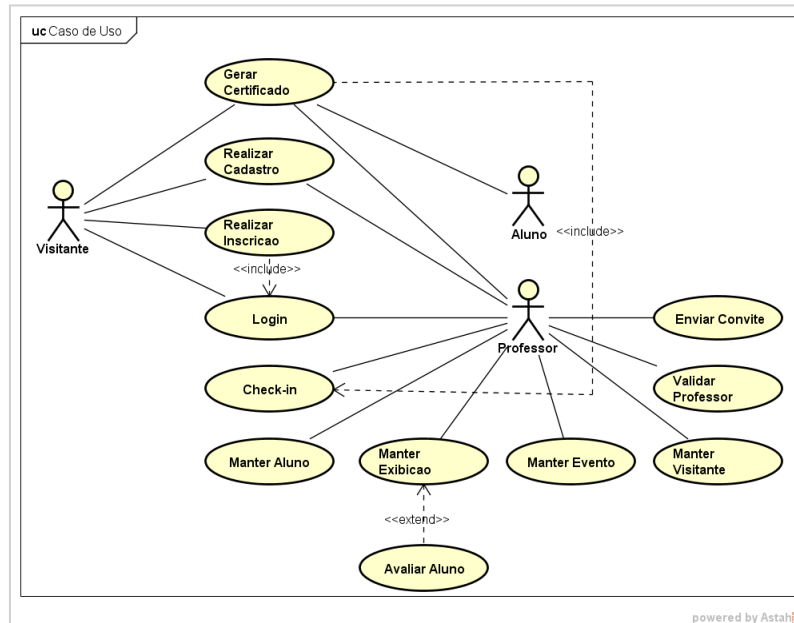 uc Caso de Uso
Gerar
Certificado
Realizar
Cadastro
Visitante
Realizar
Inscricao
Aluno
<<include>>
<<include>>
Login
Professor
Enviar Convite
Check-in
Validar
Professor
Manter Aluno
Manter
Exibicao
Manter Evento
Manter
Visitante
<<extend>>
Avaliar Aluno
powered by Astah